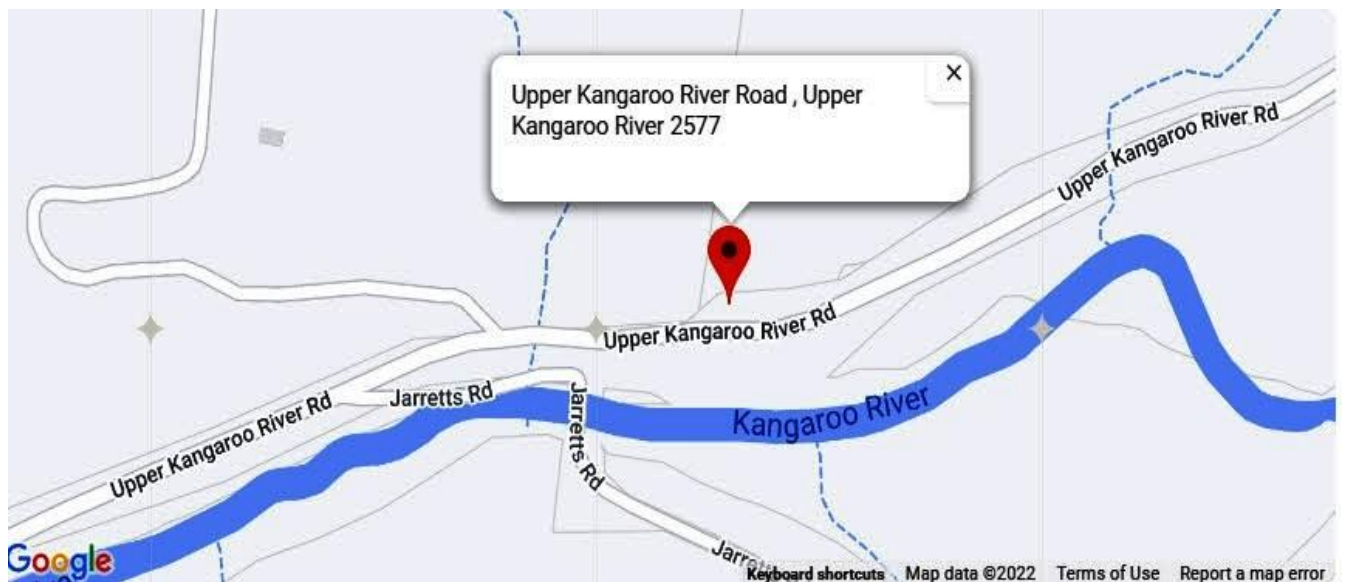 Upper Kangaroo River Road , Upper
Kangaroo River 2577
Upper Kangaroo River Rd
Upper Kangaroo River Rd
Jarretts Rd
Jarretts Rd
Kangaroo River
Upper Kangaroo River Rd
Google
Keyboard shortcuts Map data ©2022 Terms of Use Report a map error